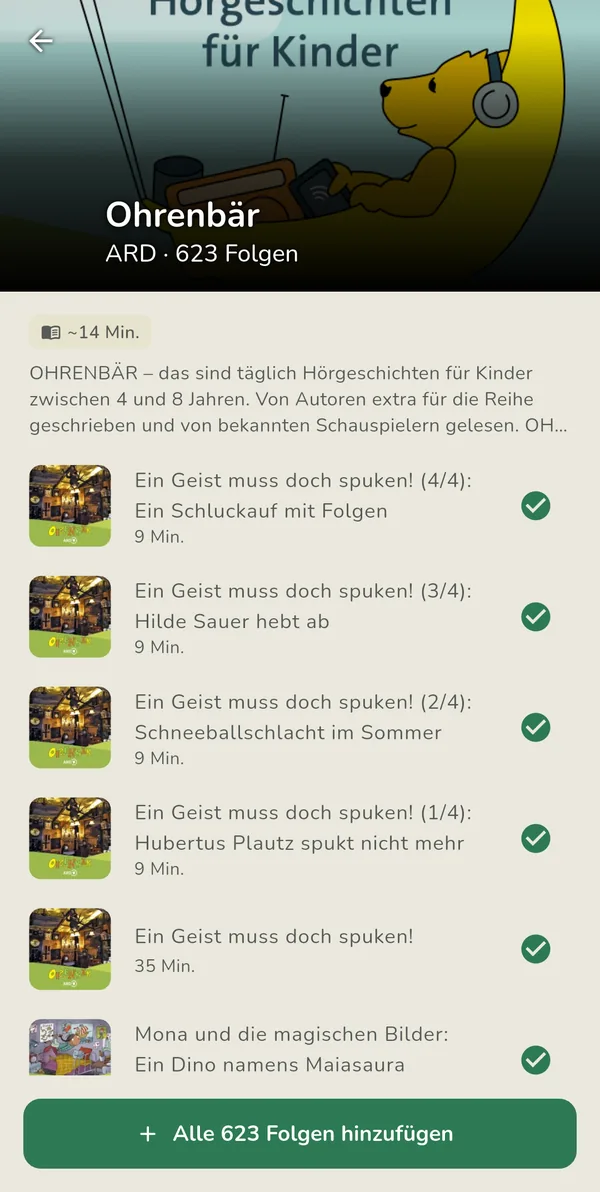 Hörgeschichten
für Kinder
Ohrenbär
ARD · 623 Folgen
~14 Min.
OHRENBÄR – das sind täglich Hörgeschichten für Kinder
zwischen 4 und 8 Jahren. Von Autoren extra für die Reihe
geschrieben und von bekannten Schauspielern gelesen. OH...
Ein Geist muss doch spuken! (4/4):
Ein Schluckauf mit Folgen
9 Min.
Ein Geist muss doch spuken! (3/4):
Hilde Sauer hebt ab
9 Min.
Ein Geist muss doch spuken! (2/4):
Schneeballschlacht im Sommer
9 Min.
Ein Geist muss doch spuken! (1/4):
Hubertus Plautz spukt nicht mehr
9 Min.
Ein Geist muss doch spuken!
35 Min.
Mona und die magischen Bilder:
Ein Dino namens Maiasaura
+ Alle 623 Folgen hinzufügen